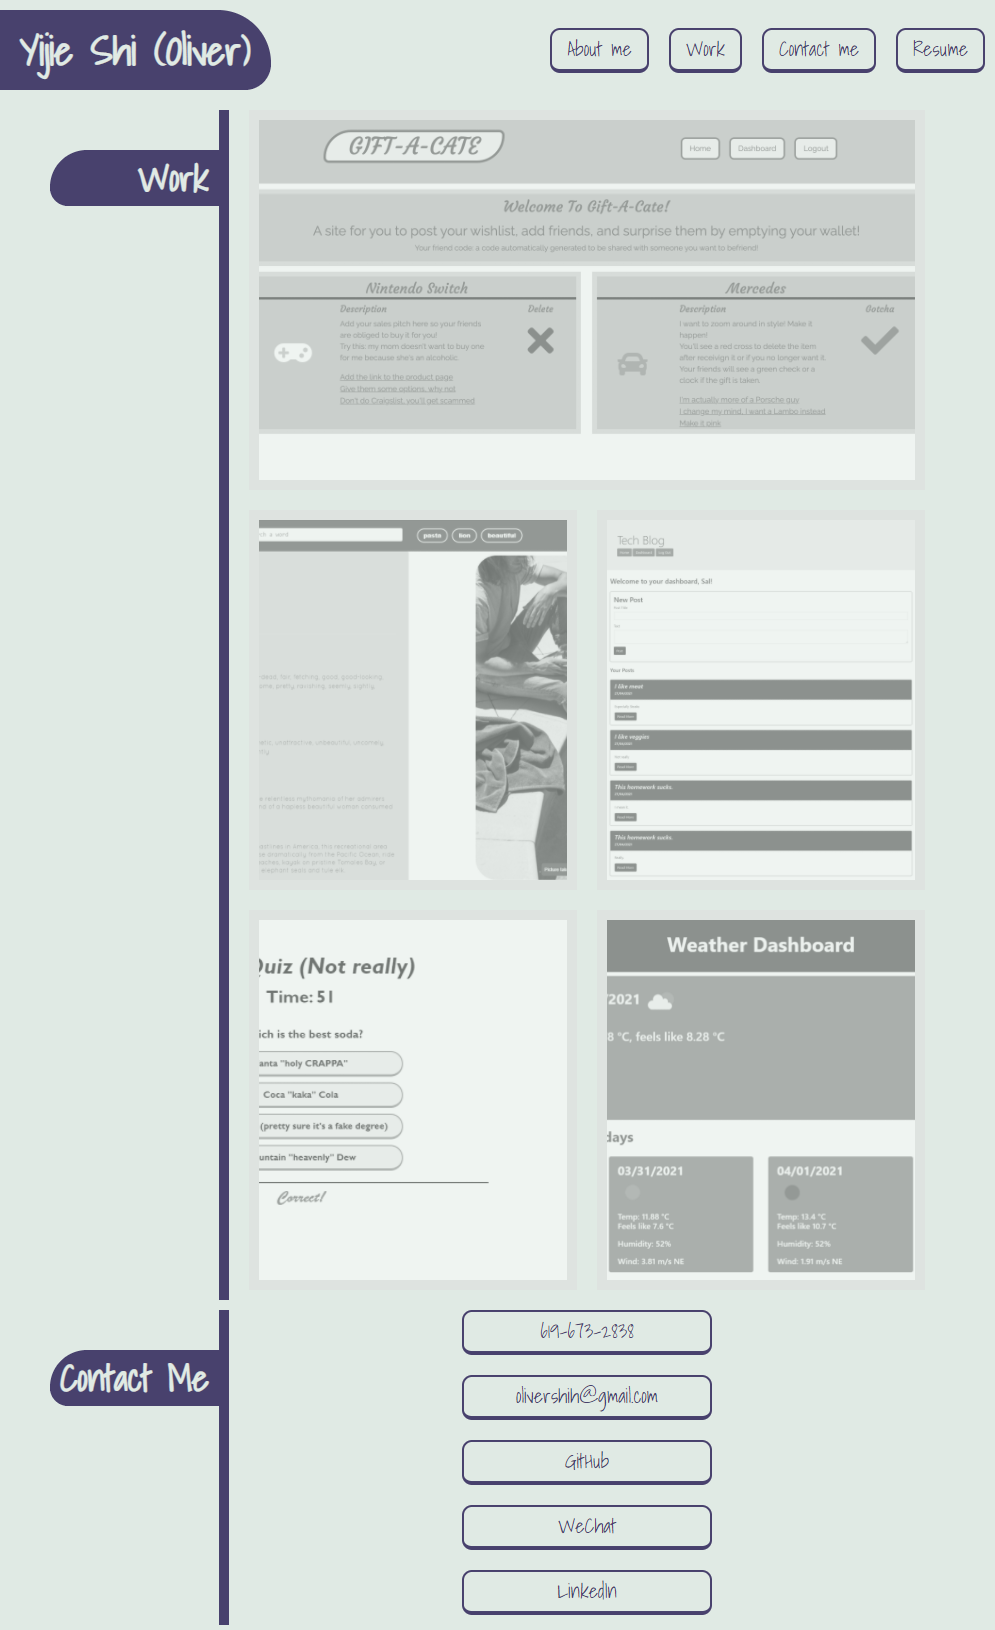 Yijie Shi (Oliver)
About me
Work
Contact me
Resume
Work
GIFT-A-CATE
Home
Dashboard
Logout
Welcome To Gift-A-Cate!
A site for you to post your wishlist, add friends, and surprise them by emptying your wallet!
Your friend code: a code automatically generated to be shared with someone you want to befriend!
Nintendo Switch
Description
Delete
Add your sales pitch here so your friends
are obliged to buy it for you!
Try this: my mom doesn't want to buy one
for me because she's an alcoholic.
Add the link to the product page
Give them some options, why not
Don't do Craigslist, you'll get scammed
Mercedes
Description
Gotcha
I want to zoom around in style! Make it
happen!
You'll see a red cross to delete the item
after receivign it or if you no longer want it.
Your friends will see a green check or a
clock if the gift is taken.
I'm actually more of a Porsche guy
I change my mind, I want a Lambo instead
Make it pink
a word
pasta
bon
beautiful
Tech Blog
Home
Dashboard
Log Out
Welcome to your dashboard, Sal!
New Post
Your Posts
I like meat
I like veggies
This homework sucks.
This homework sucks.
Quiz (Not really)
Time: 51
ich is the best soda?
anta "holy CRAPPA"
Coca "kaka" Cola
(pretty sure it's a fake degree)
untain "heavenly" Dew
Correct!
Weather Dashboard
/2021
8 °C, feels like 8.28 °C
days
03/31/2021
Temp: 11.88 °C
Feels like 7.6 °C
Humidity: 52%
Wind: 3.81 m/s NE
04/01/2021
Temp: 13.4 °C
Feels like 10.7 °C
Humidity: 52%
Wind: 1.91 m/s NE
Contact Me
619-673-2838
olivershih@gmail.com
GitHub
WeChat
LinkedIn